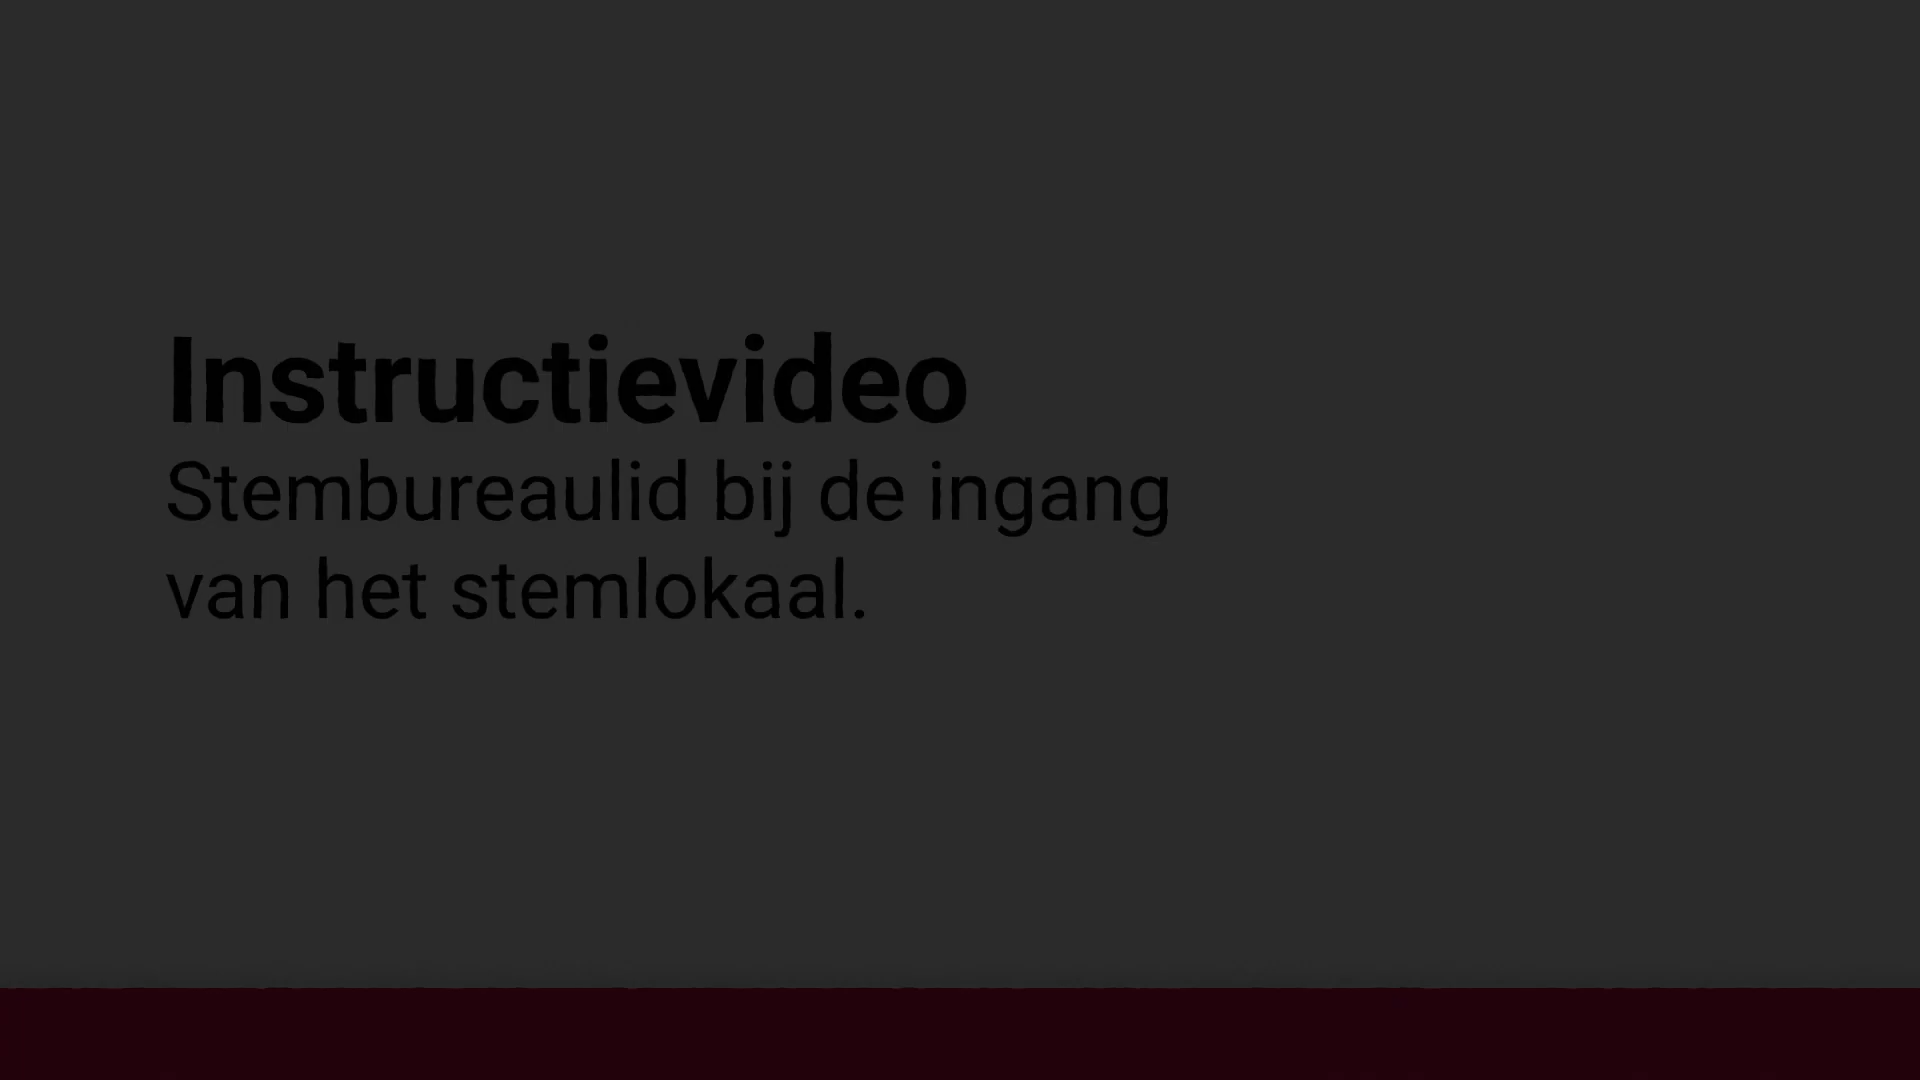 Instructievideo
Stembureaulid bij de ingang
van het stemlokaal.